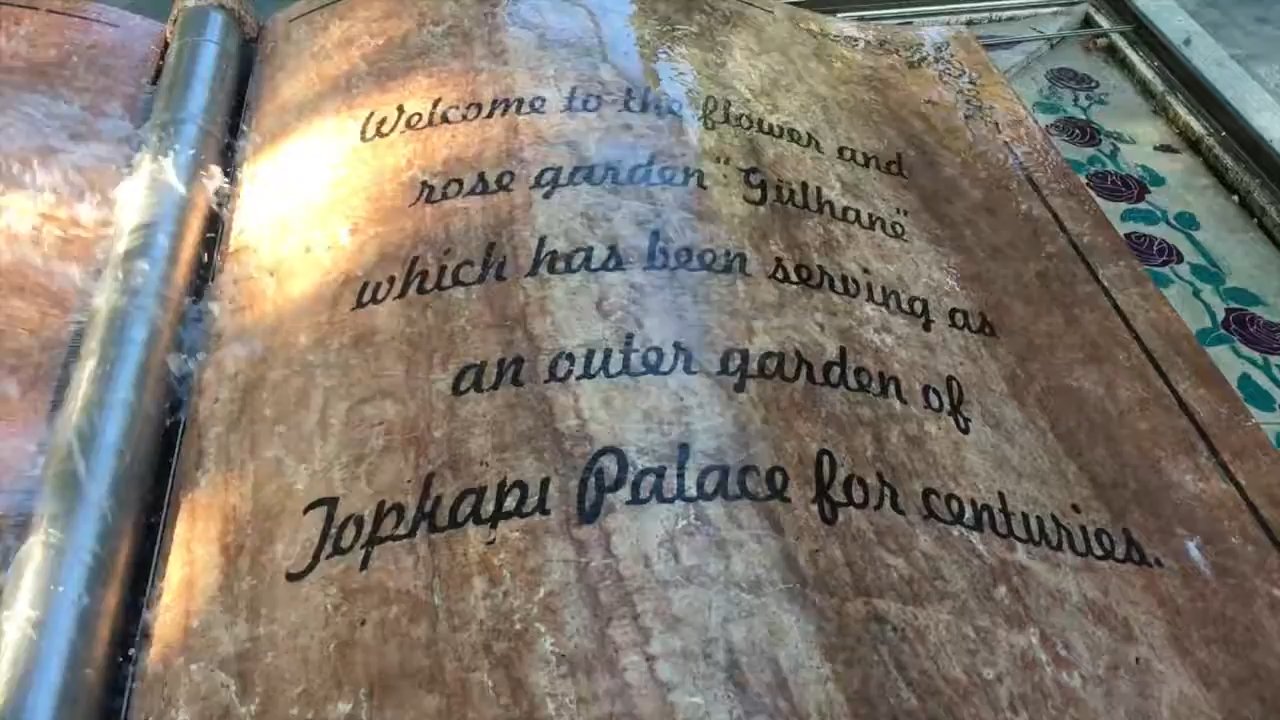 Welcome to the flower and
rose garden "Gülhane"
which has been serving as
an outer garden of
Topkapı Palace for centuries.